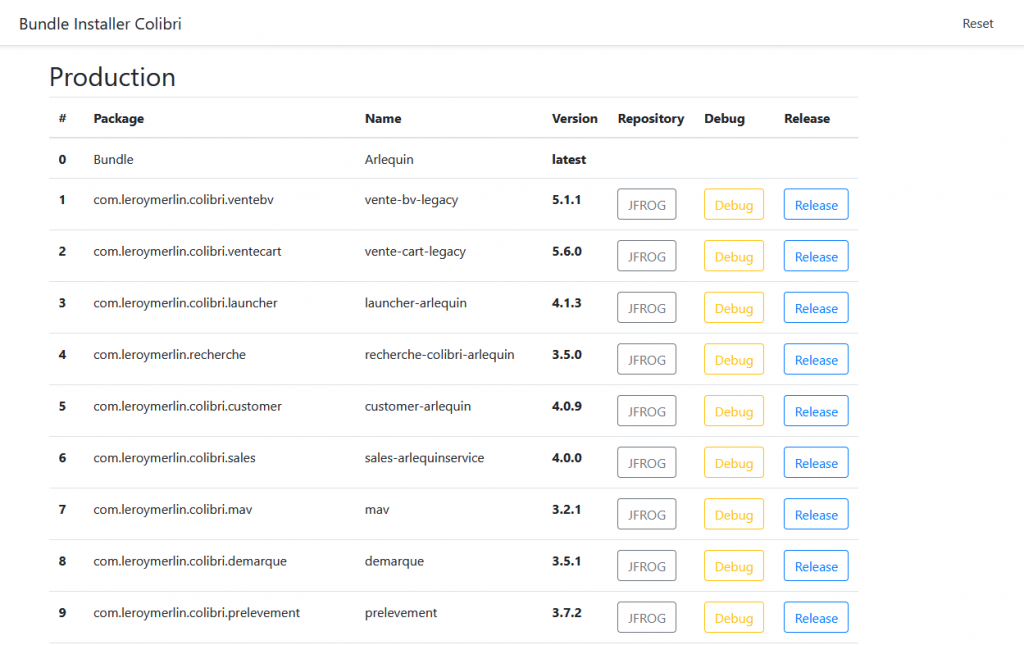 Bundle Installer Colibri Reset
Production
# Package Name Version Repository Debug Release
0 Bundle Arlequin latest
1 com.leroymerlin.colibri.ventebv vente-bv-legacy 5.1.1 JFROG Debug Release
2 com.leroymerlin.colibri.ventecart vente-cart-legacy 5.6.0 JFROG Debug Release
3 com.leroymerlin.colibri.launcher launcher-arlequin 4.1.3 JFROG Debug Release
4 com.leroymerlin.recherche recherche-colibri-arlequin 3.5.0 JFROG Debug Release
5 com.leroymerlin.colibri.customer customer-arlequin 4.0.9 JFROG Debug Release
6 com.leroymerlin.colibri.sales sales-arlequinservice 4.0.0 JFROG Debug Release
7 com.leroymerlin.colibri.mav mav 3.2.1 JFROG Debug Release
8 com.leroymerlin.colibri.demarque demarque 3.5.1 JFROG Debug Release
9 com.leroymerlin.colibri.prelevement prelevement 3.7.2 JFROG Debug Release